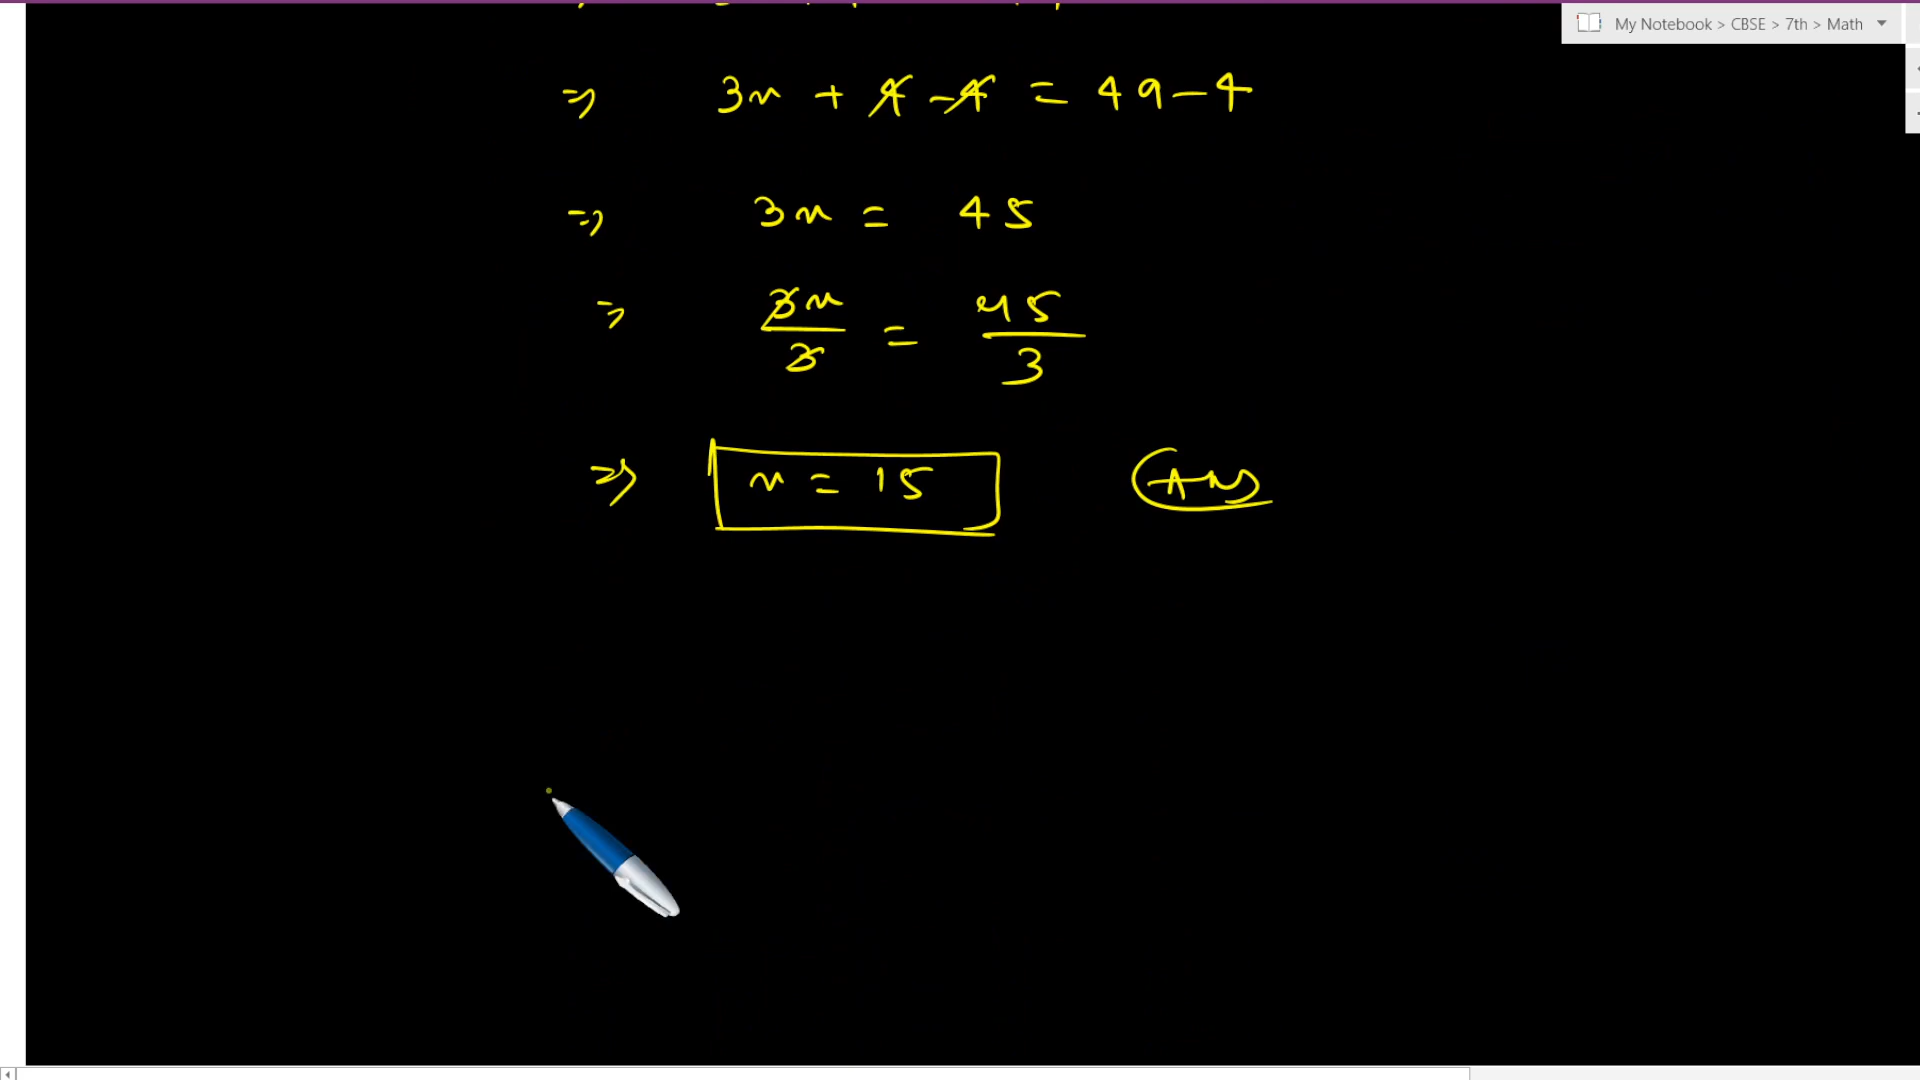 My Notebook > CBSE > 7th > Math
⇒ 3x + 4 - 4 = 49 - 4
⇒ 3x = 45
⇒ 3x/3 = 45/3
⇒ x = 15 Ans